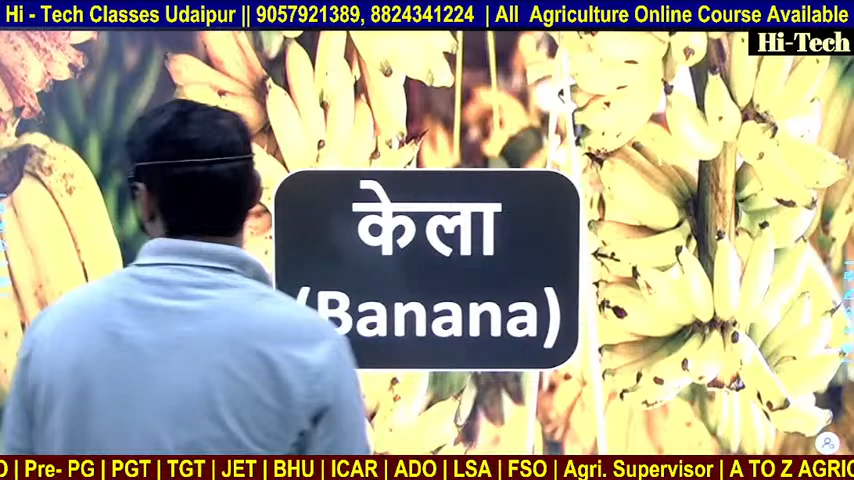 Hi - Tech Classes Udaipur || 9057921389, 8824341224 | All Agriculture Online Course Available
Hi-Tech
केला
(Banana)
| Pre- PG | PGT | TGT | JET | BHU | ICAR | ADO | LSA | FSO | Agri. Supervisor | A TO Z AGRIC